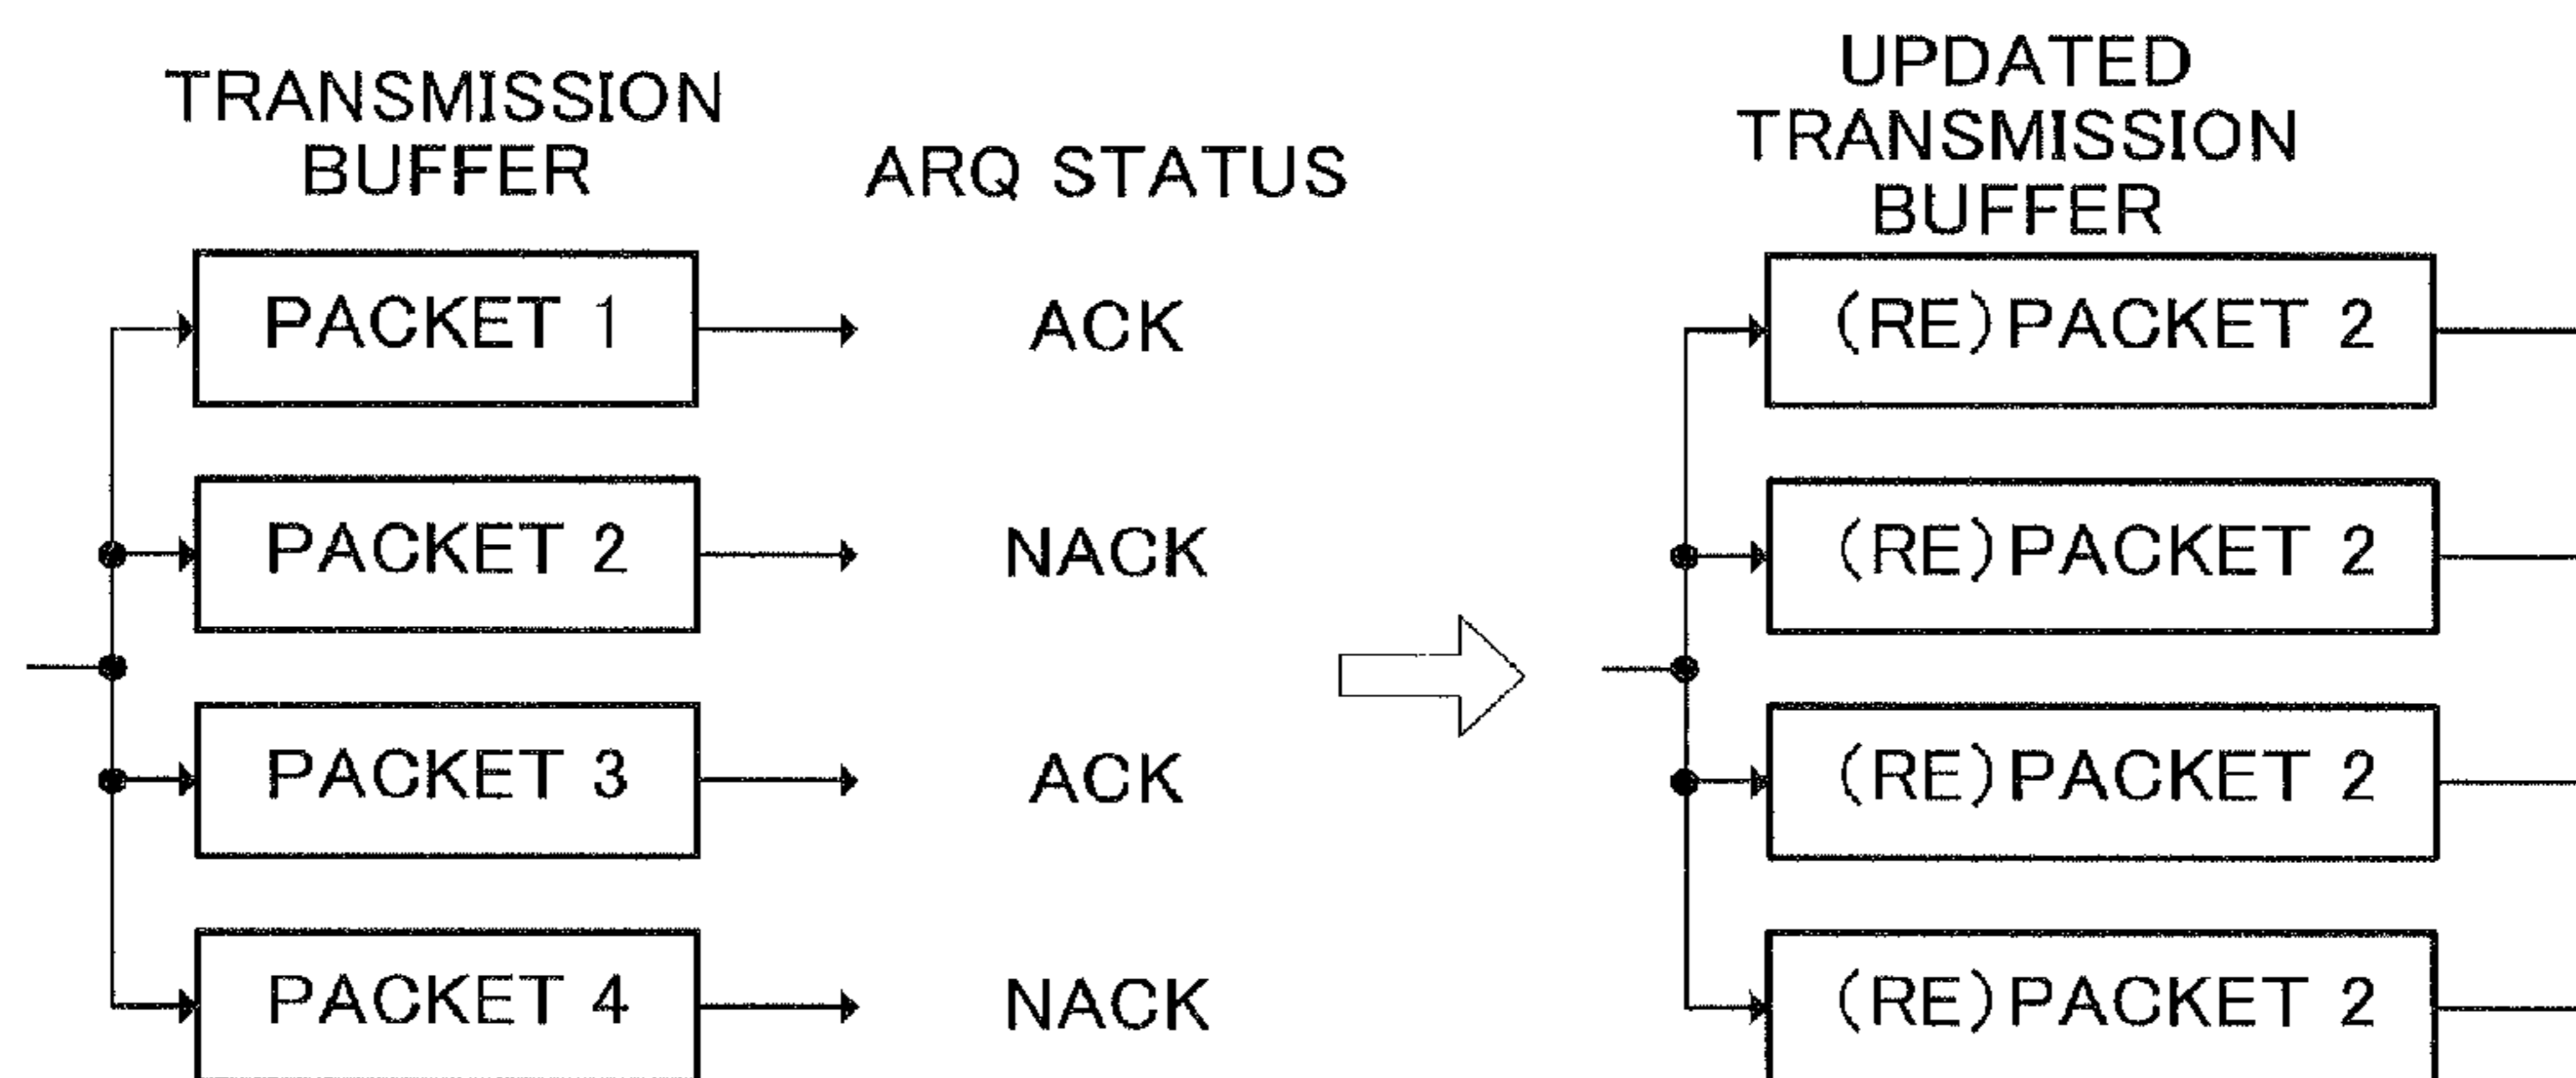 TRANSMISSION
BUFFER
ARQ STATUS
PACKET 1
ACK
PACKET 2
NACK
PACKET 3
ACK
PACKET 4
NACK
UPDATED
TRANSMISSION
BUFFER
(RE)PACKET 2
(RE)PACKET 2
(RE)PACKET 2
(RE)PACKET 2